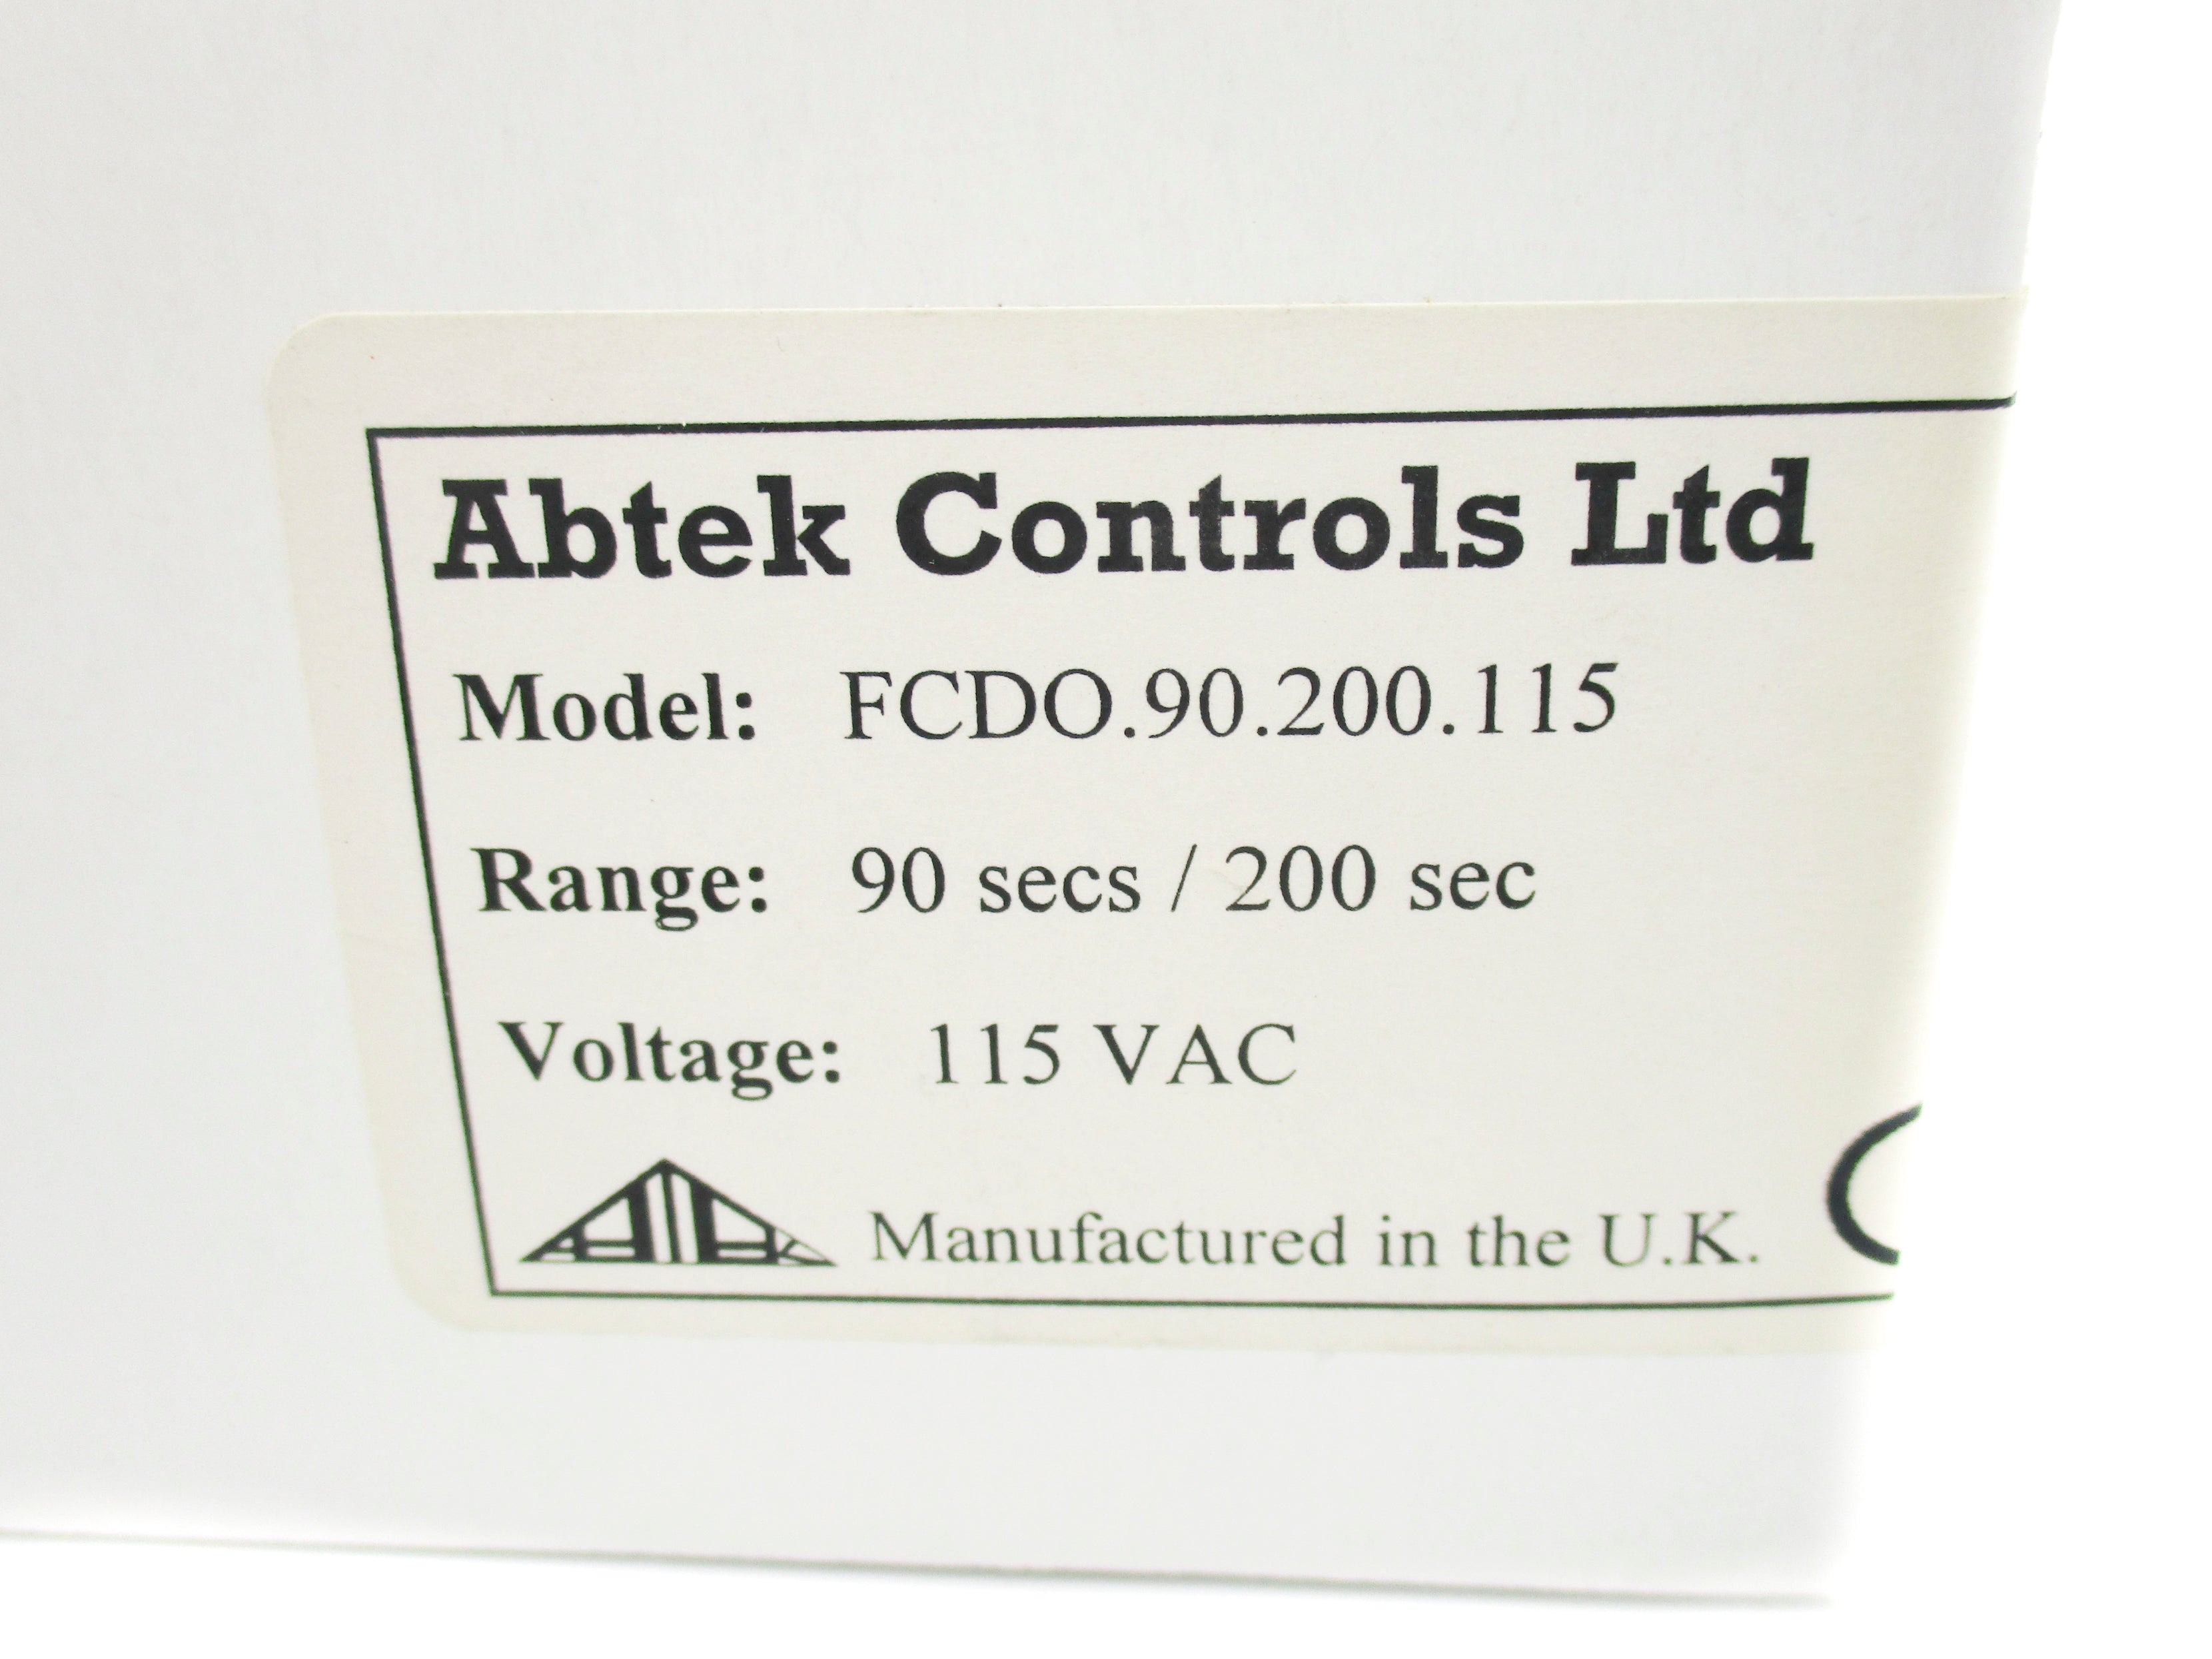 Abtek Controls Ltd
Model: FCDO.90.200.115
Range: 90 secs / 200 sec
Voltage: 115 VAC
ABTEK Manufactured in the U.K.